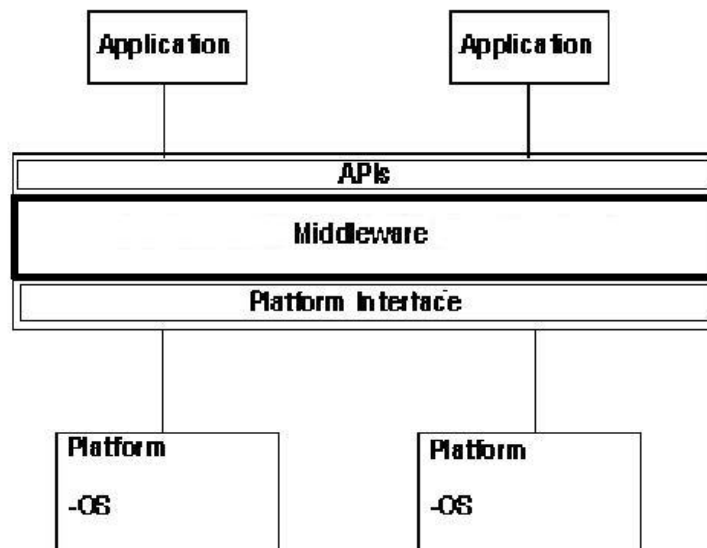 Application
Application
APIs
Middleware
Platform Interface
Platform
-OS
Platform
-OS